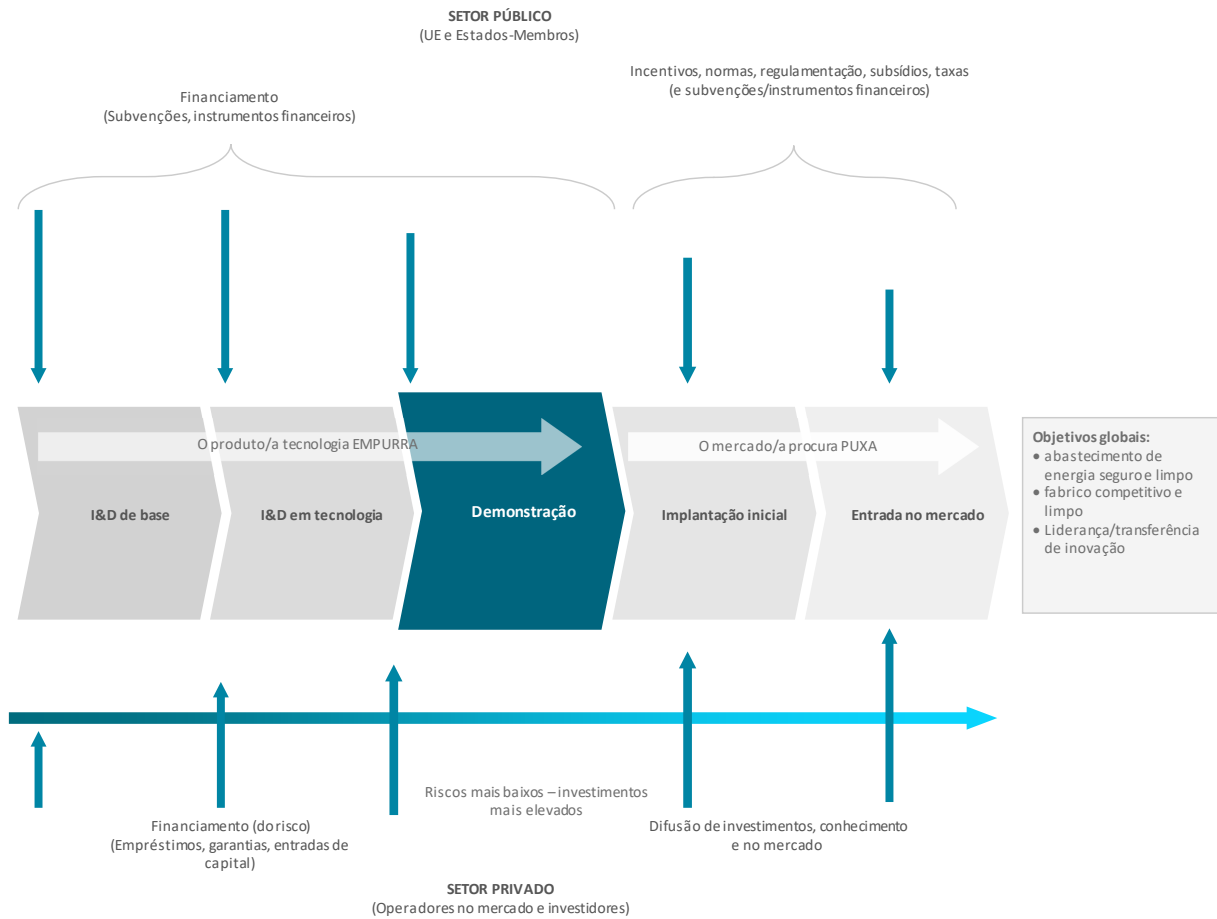 SETOR PÚBLICO
(UE e Estados-Membros)
Incentivos, normas, regulamentação, subsídios, taxas
(e subvenções/instrumentos financeiros)
Financiamento
(Subvenções, instrumentos financeiros)
O produto/a tecnologia EMPURRA
O mercado/a procura PUXA
I&D de base
I&D em tecnologia
Demonstração
Implantação inicial
Entrada no mercado
Objetivos globais:
• abastecimento de
energia seguro e limpo
• fabrico competitivo e
limpo
• Liderança/transferência
de inovação
Riscos mais baixos – investimentos
mais elevados
Financiamento (do risco)
(Empréstimos, garantias, entradas de
capital)
Difusão de investimentos, conhecimento
e no mercado
SETOR PRIVADO
(Operadores no mercado e investidores)